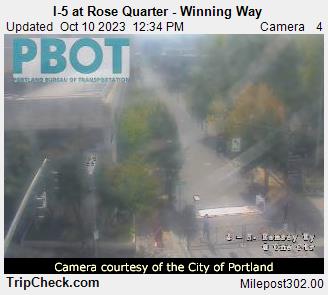 I-5 at Rose Quarter - Winning Way
Updated Oct 10 2023 12:34 PM Camera 4
PBOT
PORTLAND BUREAU OF TRANSPORTATION
Camera courtesy of the City of Portland
TripCheck.com Milepost302.00